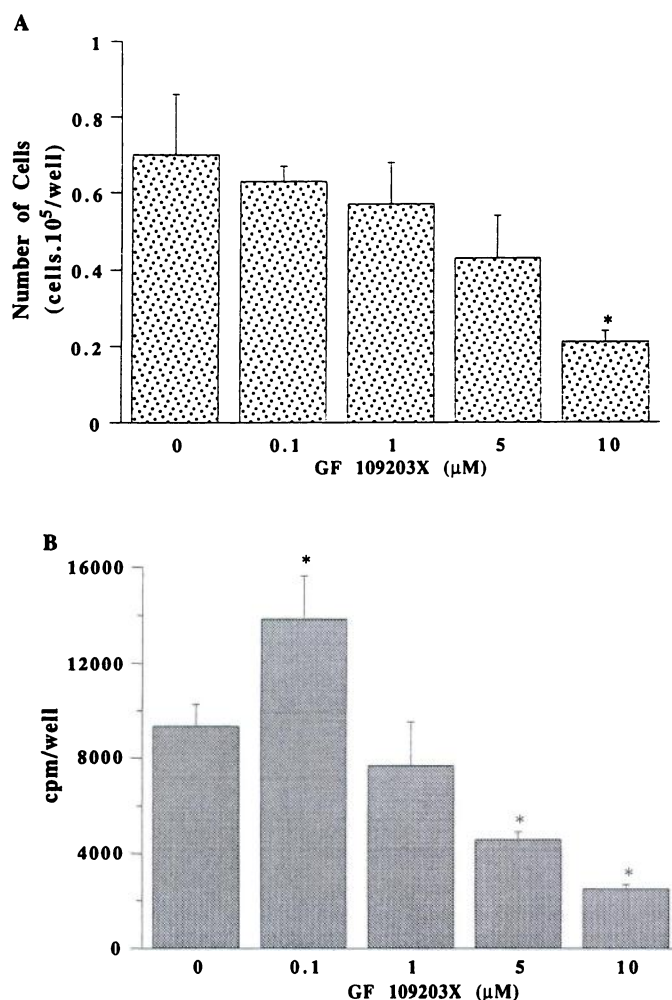 A
1
0.8
0.6
0.4
0.2
0
Number of Cells
(cells.10⁵/well)
*
0 0.1 1 5 10
GF 109203X (μM)
B
16000
12000
8000
4000
0
cpm/well
*
*
*
0 0.1 1 5 10
GF 109203X (μM)